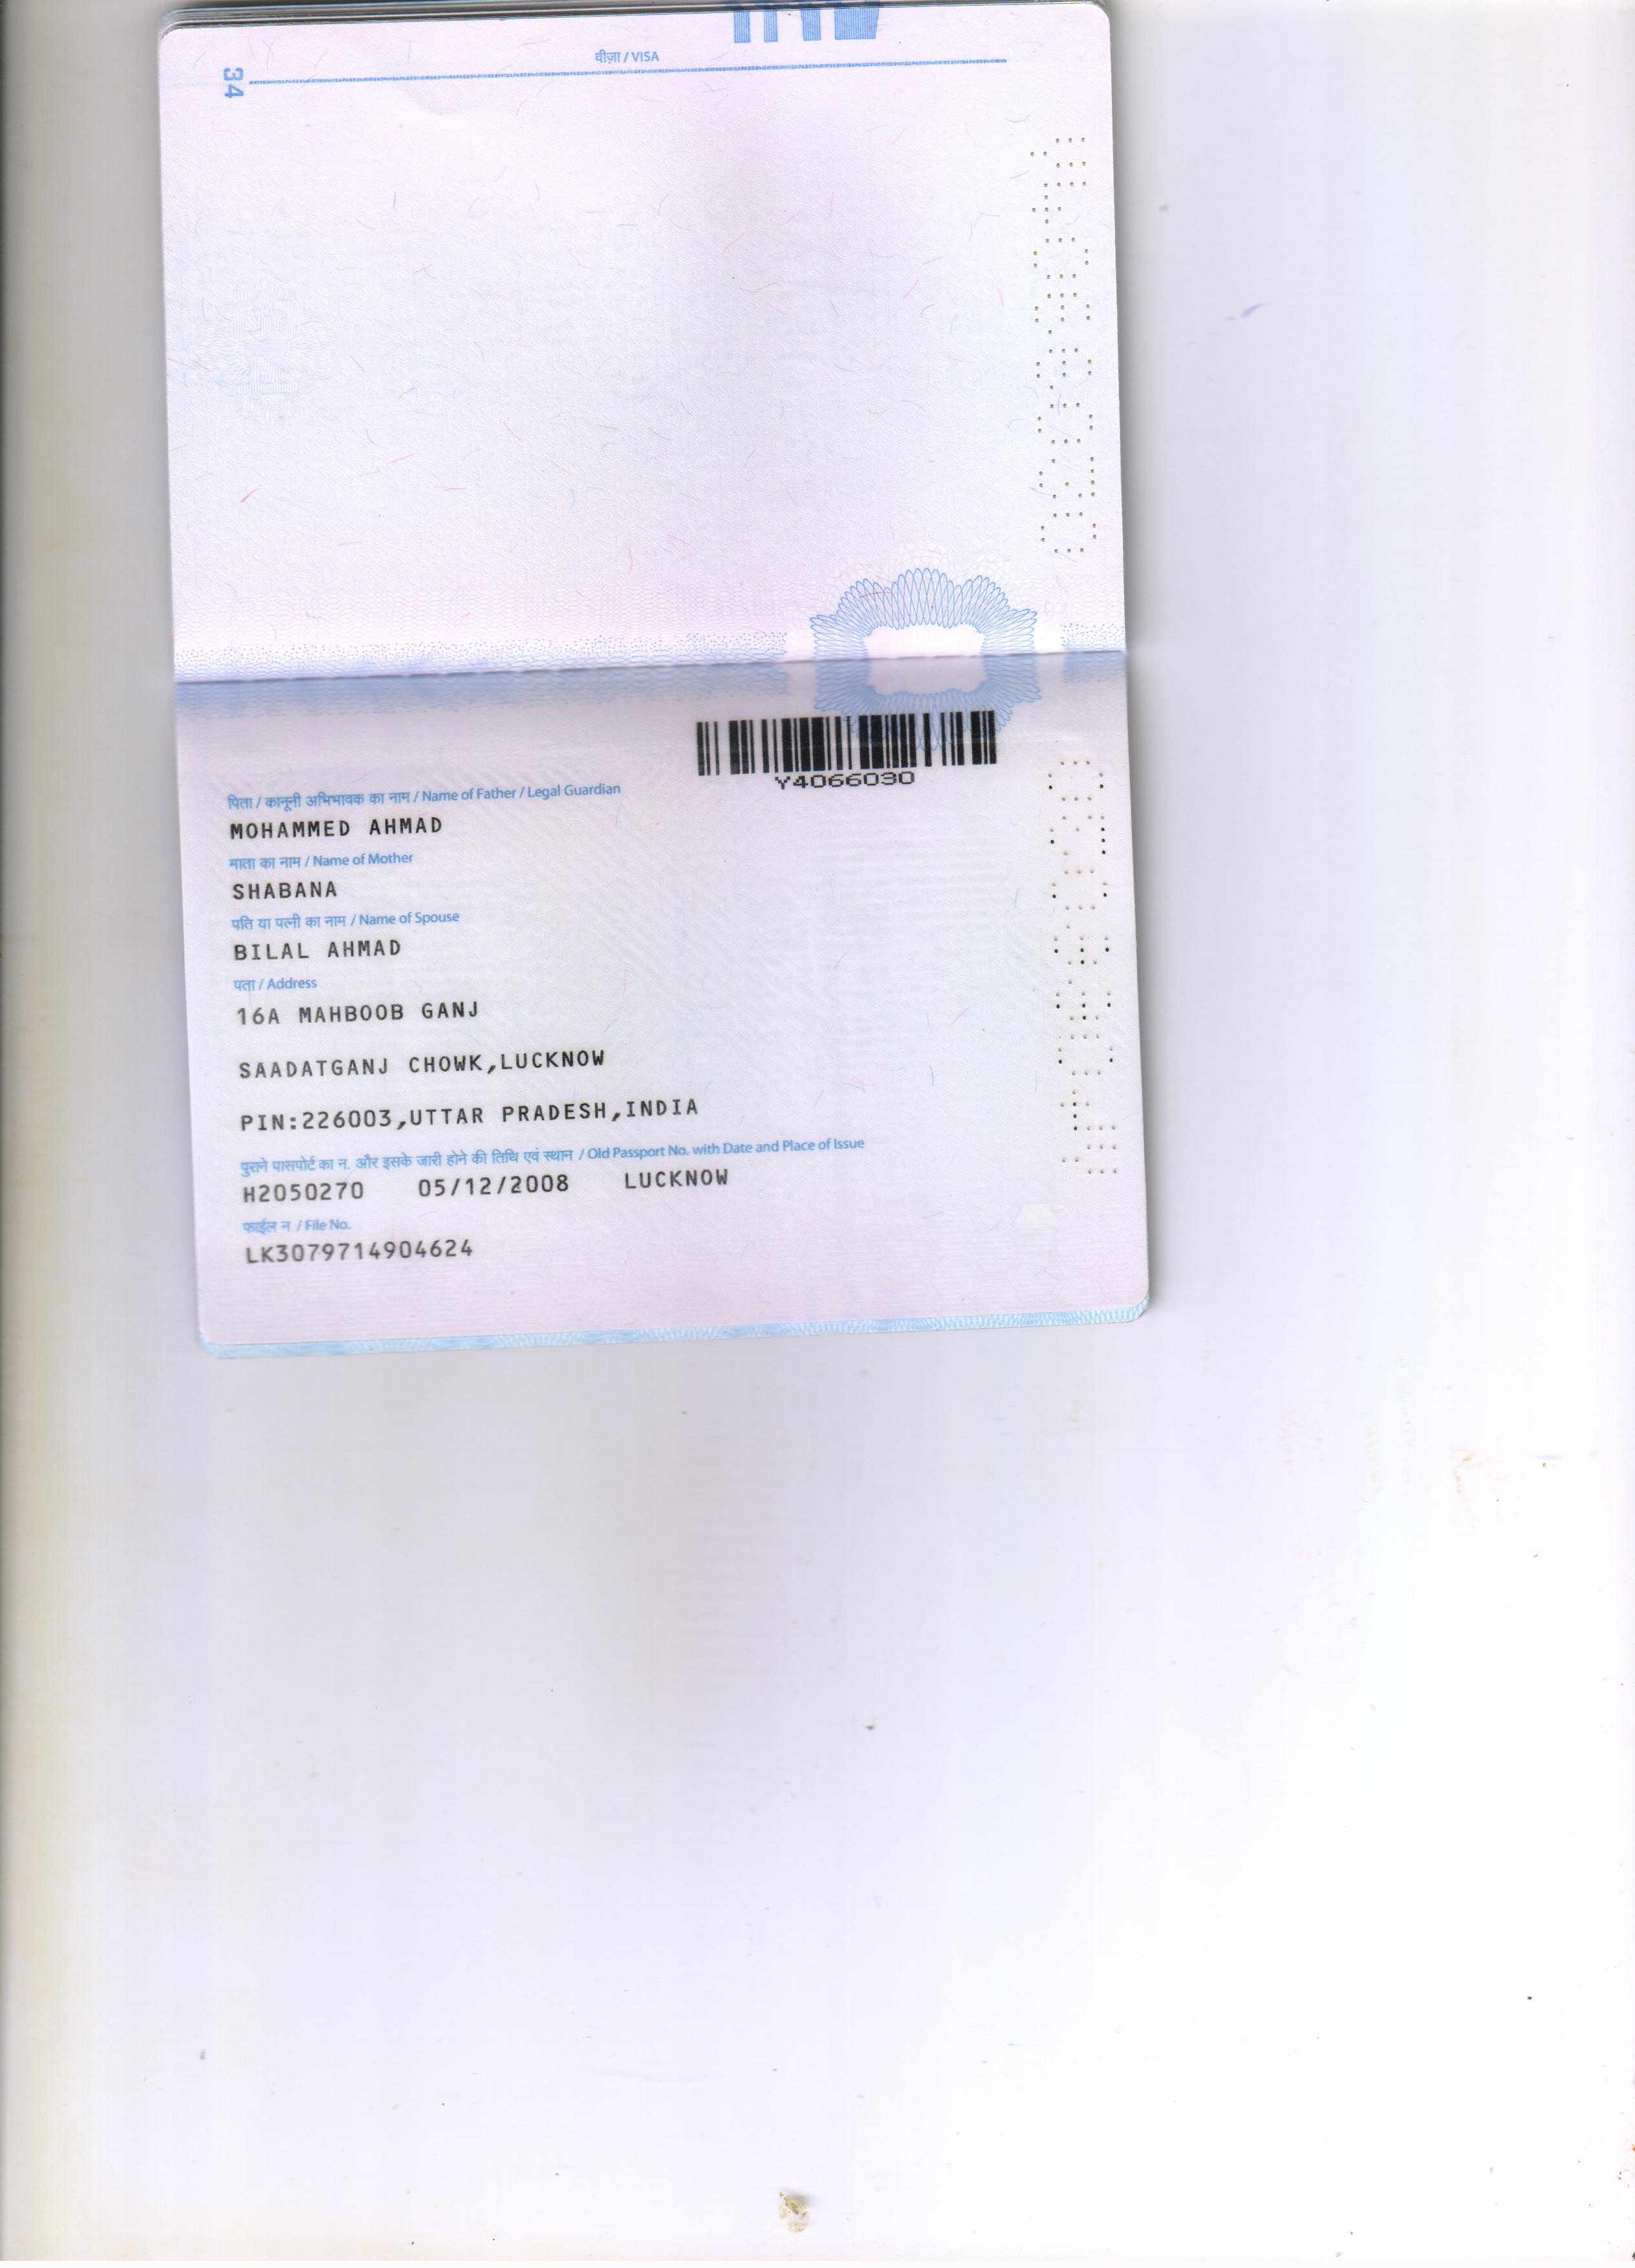 वीज़ा / VISA
34
Y4066030
पिता / कानूनी अभिभावक का नाम / Name of Father / Legal Guardian
MOHAMMED AHMAD
माता का नाम / Name of Mother
SHABANA
पति या पत्नी का नाम / Name of Spouse
BILAL AHMAD
पता / Address
16A MAHBOOB GANJ
SAADATGANJ CHOWK,LUCKNOW
PIN:226003,UTTAR PRADESH,INDIA
पुराने पासपोर्ट का न. और इसके जारी होने की तिथि एवं स्थान / Old Passport No. with Date and Place of Issue
H2050270 05/12/2008 LUCKNOW
फाईल न / File No.
LK3079714904624